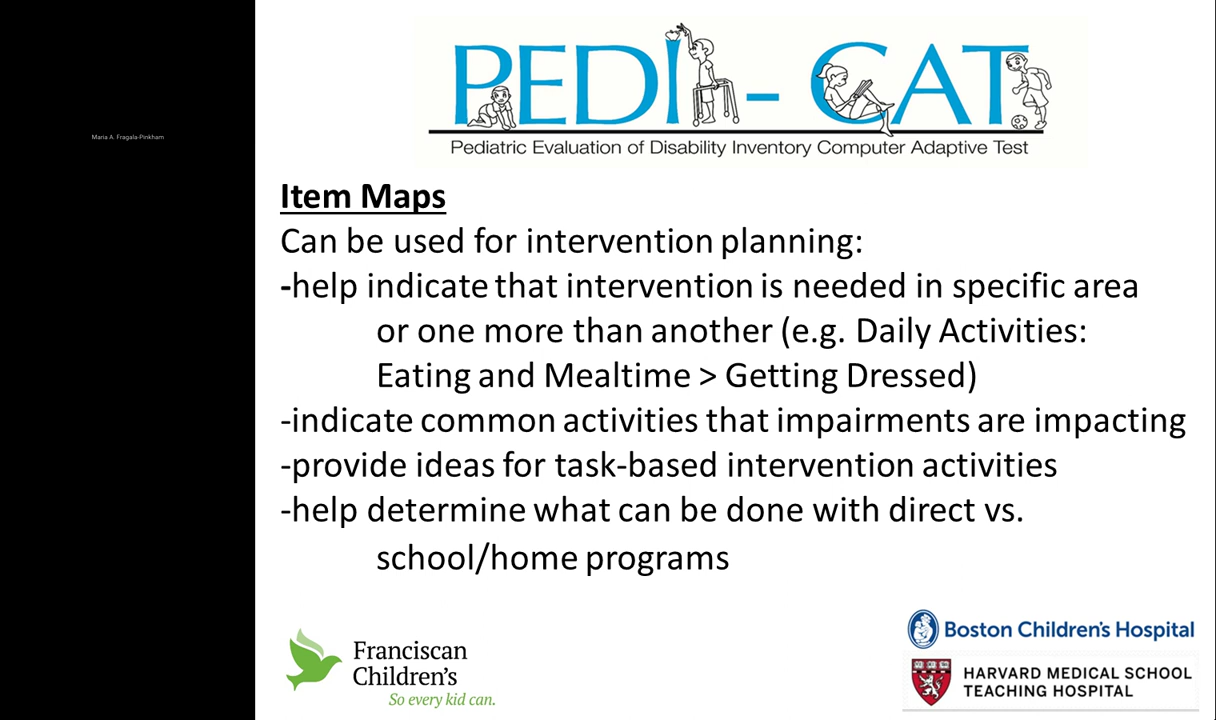 Maria A. Fragala-Pinkham
PEDI - CAT
Pediatric Evaluation of Disability Inventory Computer Adaptive Test
Item Maps
Can be used for intervention planning:
-help indicate that intervention is needed in specific area
or one more than another (e.g. Daily Activities:
Eating and Mealtime > Getting Dressed)
-indicate common activities that impairments are impacting
-provide ideas for task-based intervention activities
-help determine what can be done with direct vs.
school/home programs
Franciscan
Children's
So every kid can.
Boston Children's Hospital
HARVARD MEDICAL SCHOOL
TEACHING HOSPITAL